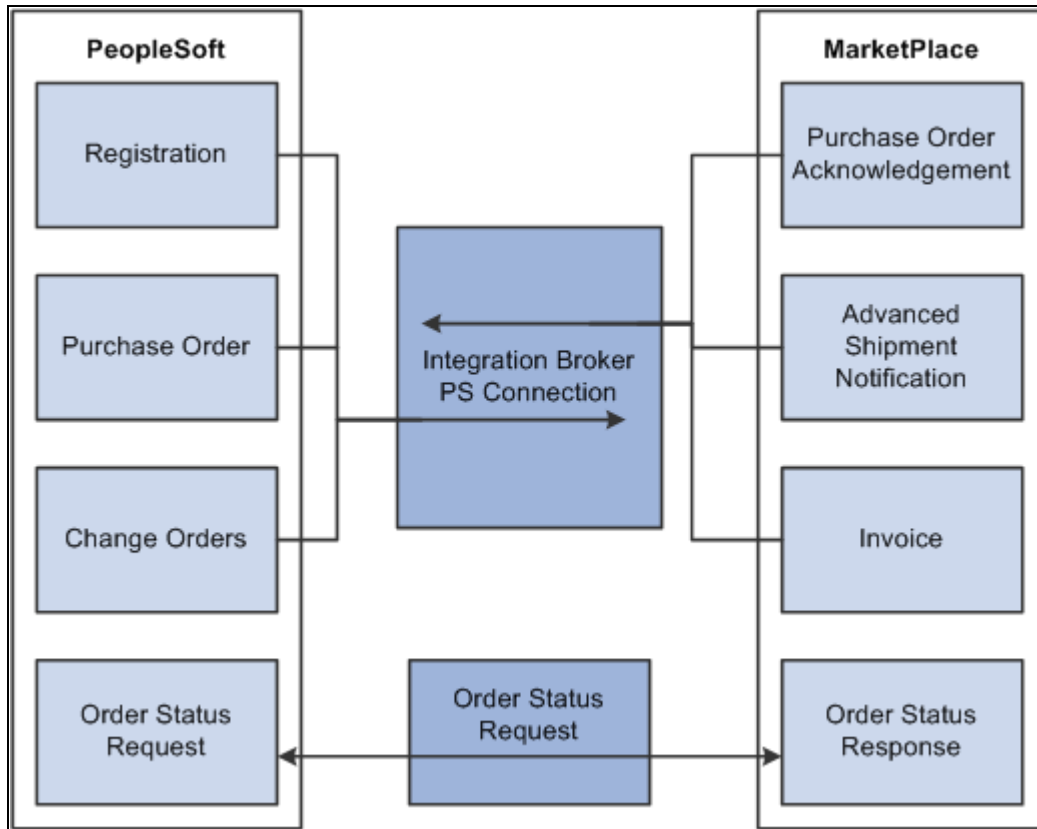 PeopleSoft
Registration
Purchase Order
Change Orders
Order Status
Request
Integration Broker
PS Connection
Order Status
Request
MarketPlace
Purchase Order
Acknowledgement
Advanced
Shipment
Notification
Invoice
Order Status
Response